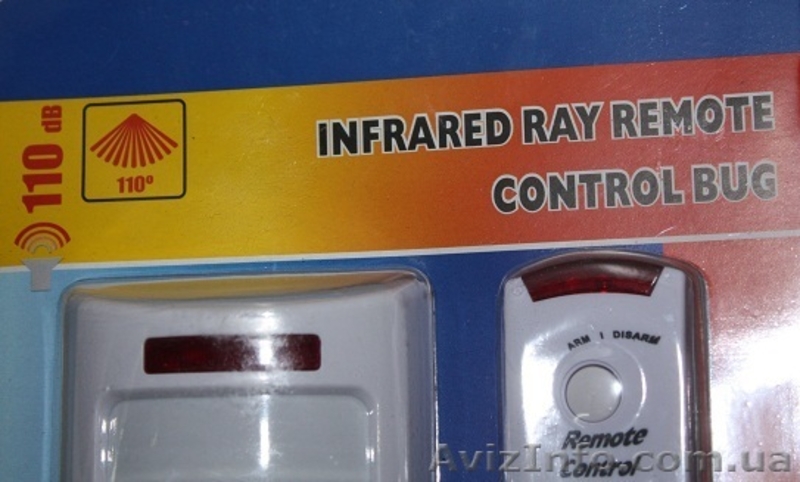 110 dB
110°
INFRARED RAY REMOTE
CONTROL BUG
ARM | DISARM
Remote
Control
AvizInfo.com.ua